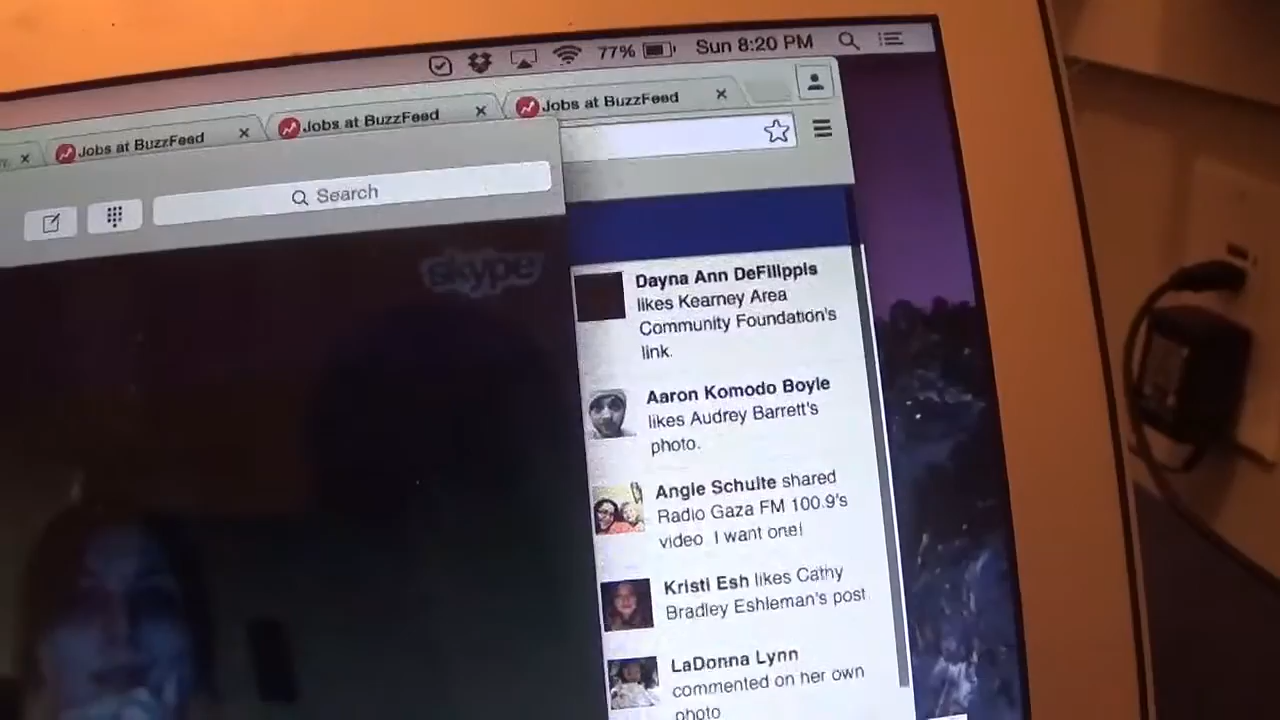 77% Sun 8:20 PM
Jobs at BuzzFeed
Jobs at BuzzFeed
Jobs at BuzzFeed
Search
skype
Dayna Ann DeFilippis
likes Kearney Area
Community Foundation's
link.
Aaron Komodo Boyle
likes Audrey Barrett's
photo.
Angie Schulte shared
Radio Gaza FM 100.9's
video I want one!
Kristi Esh likes Cathy
Bradley Eshleman's post
LaDonna Lynn
commented on her own
photo